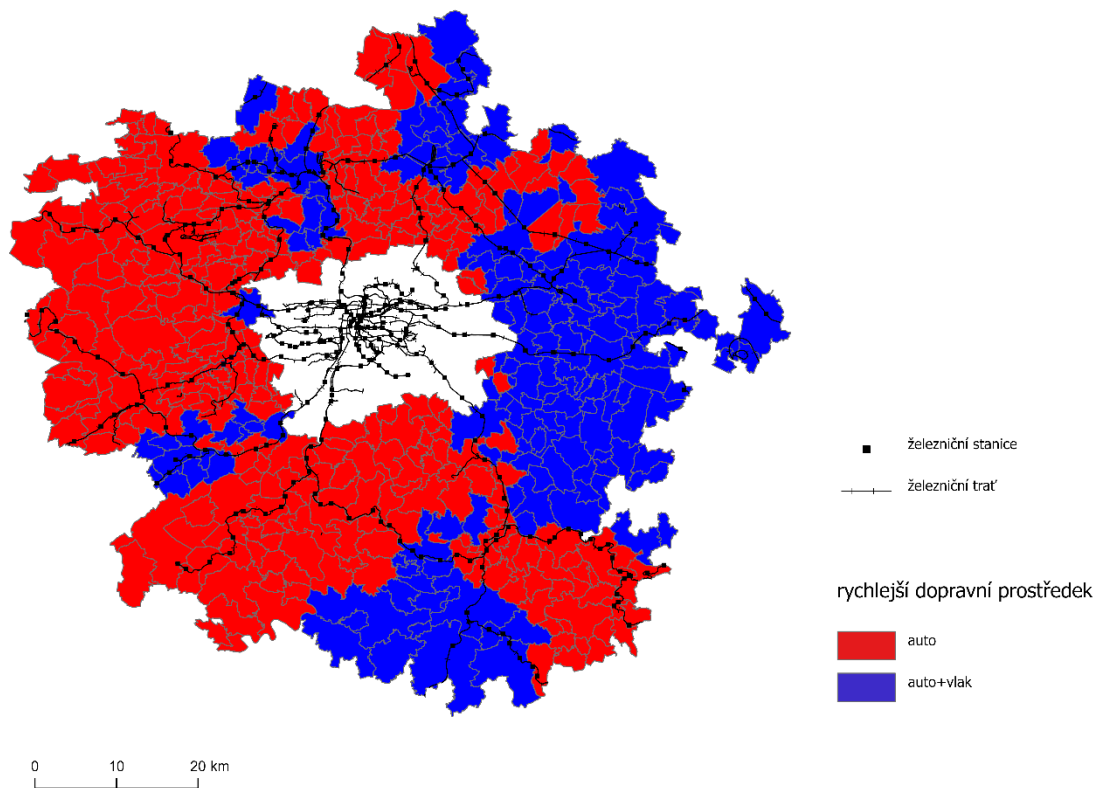 železniční stanice
železniční trať
rychlejší dopravní prostředek
auto
auto+vlak
0 10 20 km